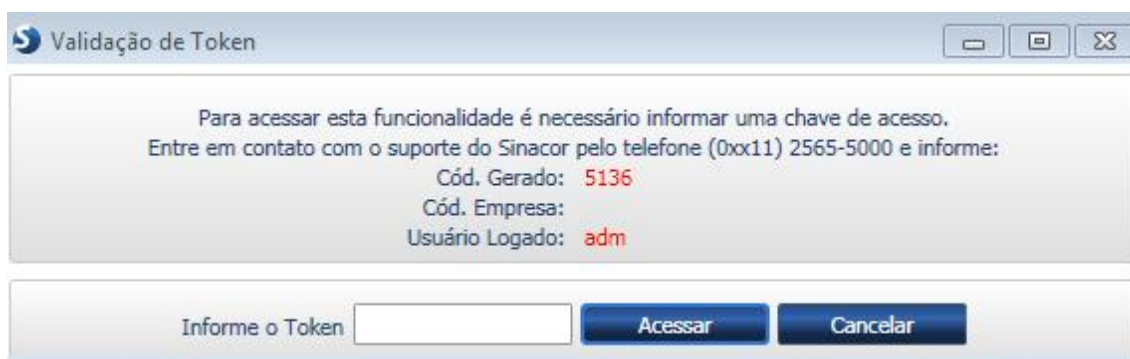 Validação de Token
Para acessar esta funcionalidade é necessário informar uma chave de acesso.
Entre em contato com o suporte do Sinacor pelo telefone (0xx11) 2565-5000 e informe:
Cód. Gerado: 5136
Cód. Empresa:
Usuário Logado: adm
Informe o Token Acessar Cancelar